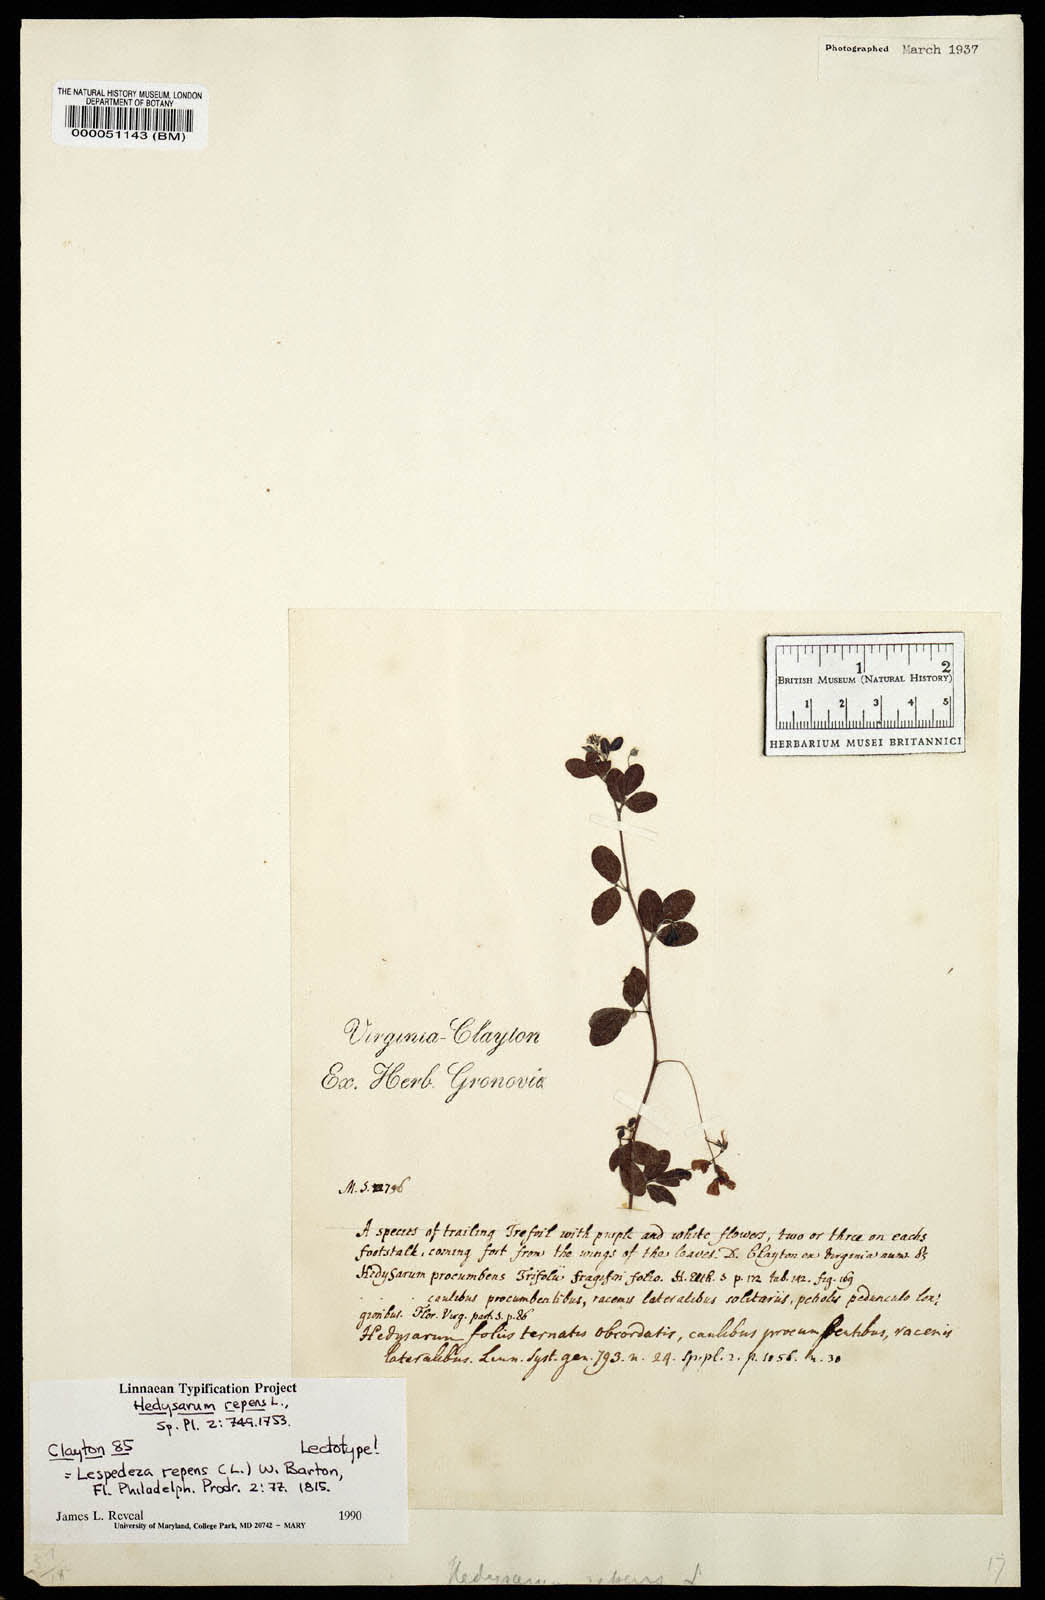 Photographed March 1937
THE NATURAL HISTORY MUSEUM, LONDON
DEPARTMENT OF BOTANY
000051143 (BM)
1 2
BRITISH MUSEUM (NATURAL HISTORY)
1 2 3 4 5
HERBARIUM MUSEI BRITANNICI
Virginia-Clayton
Ex. Herb. Gronovia
M. S. 796
A species of trailing Trefoil with purple and white flowers, two or three on each
footstalk, coming fort from the wings of the leaves. D. Clayton ex Virginia num. 85
Hedysarum procumbens Trifolii fragiferi folio. H. Elth. p. 172 tab. 142. fig. 169
caulibus procumbentibus, racemis lateralibus solitariis, petiolis pedunculo lon:
gioribus. Flor. Virg. part. 2. p. 86
Hedysarum foliis ternatis obcordatis, caulibus procumbentibus, racemis
lateralibus. Linn. Syst. gen. 793. n. 29. Sp. pl. 2. p. 1056. n. 30
Linnaean Typification Project
Hedysarum repens L.,
Sp. Pl. 2: 749. 1753.
Clayton 85 Lectotype!
= Lespedeza repens (L.) W. Barton,
Fl. Philadelph. Prodr. 2: 77. 1815.
James L. Reveal 1990
University of Maryland, College Park, MD 20742 – MARY
Hedysarum repens L
17